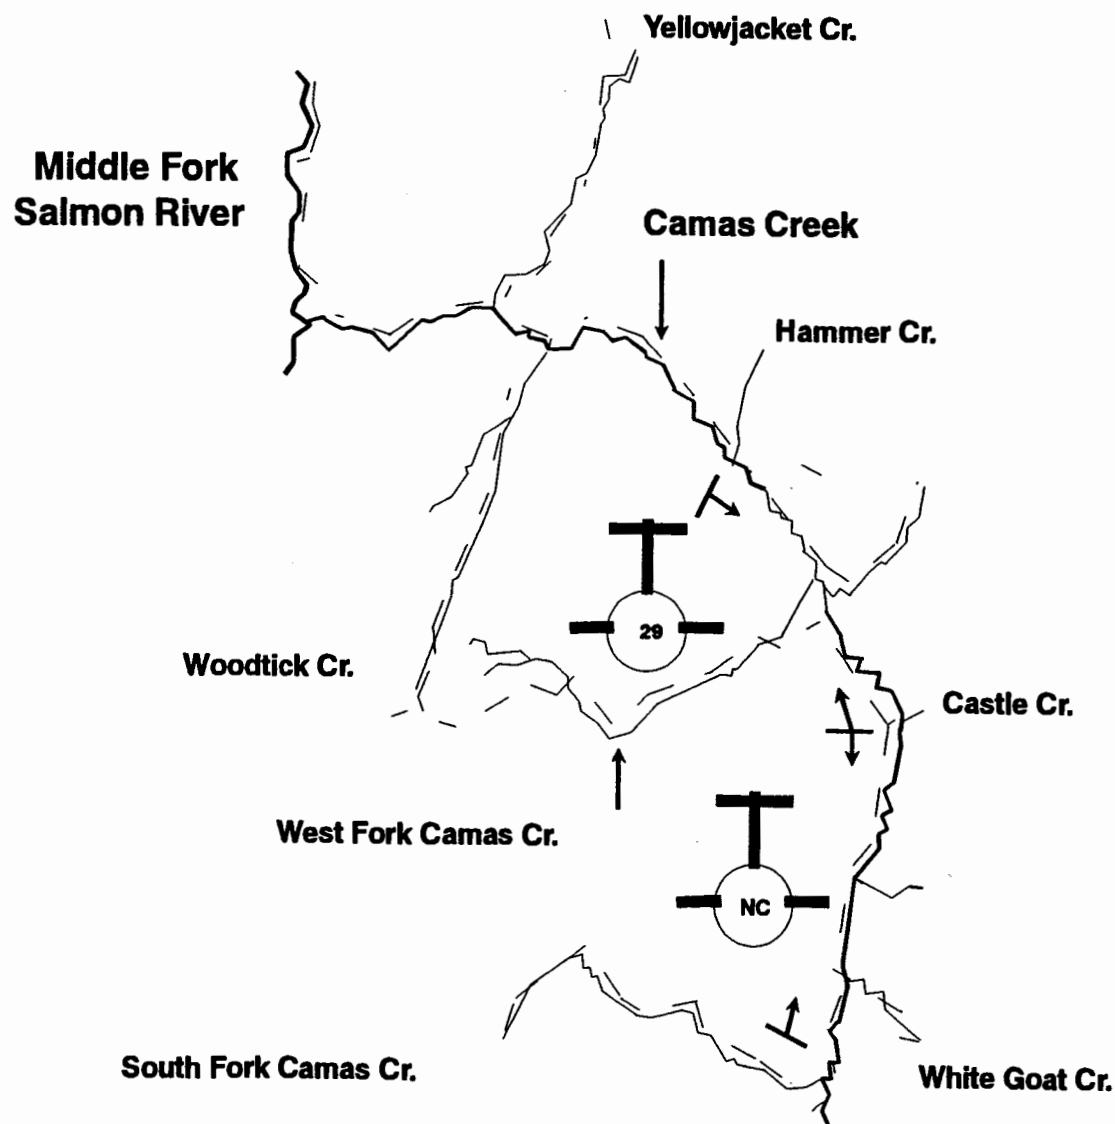 Yellowjacket Cr.
Middle Fork
Salmon River
Camas Creek
Hammer Cr.
29
Woodtick Cr.
Castle Cr.
West Fork Camas Cr.
NC
South Fork Camas Cr.
White Goat Cr.